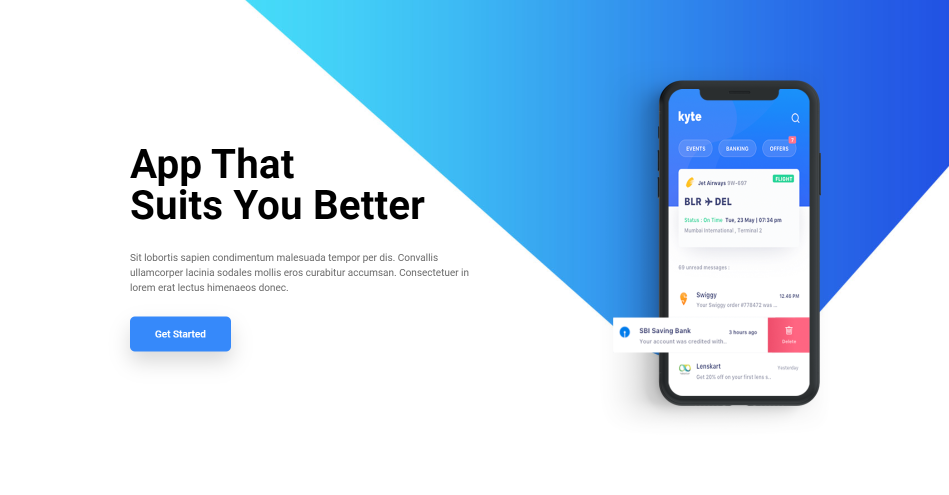 App That
Suits You Better
Sit lobortis sapien condimentum malesuada tempor per dis. Convallis
ullamcorper lacinia sodales mollis eros curabitur accumsan. Consectetuer in
lorem erat lectus himenaeos donec.
Get Started
kyte
EVENTS
BANKING
OFFERS
Jet Airways 9W-697
FLIGHT
BLR ✈ DEL
Status : On Time Tue, 23 May | 07:34 pm
Mumbai International , Terminal 2
69 unread messages :
Swiggy
12.45 PM
Your Swiggy order #778472 was ...
SBI Saving Bank
3 hours ago
Your account was credited with..
Delete
Lenskart
Yesterday
Get 20% off on your first lens s..